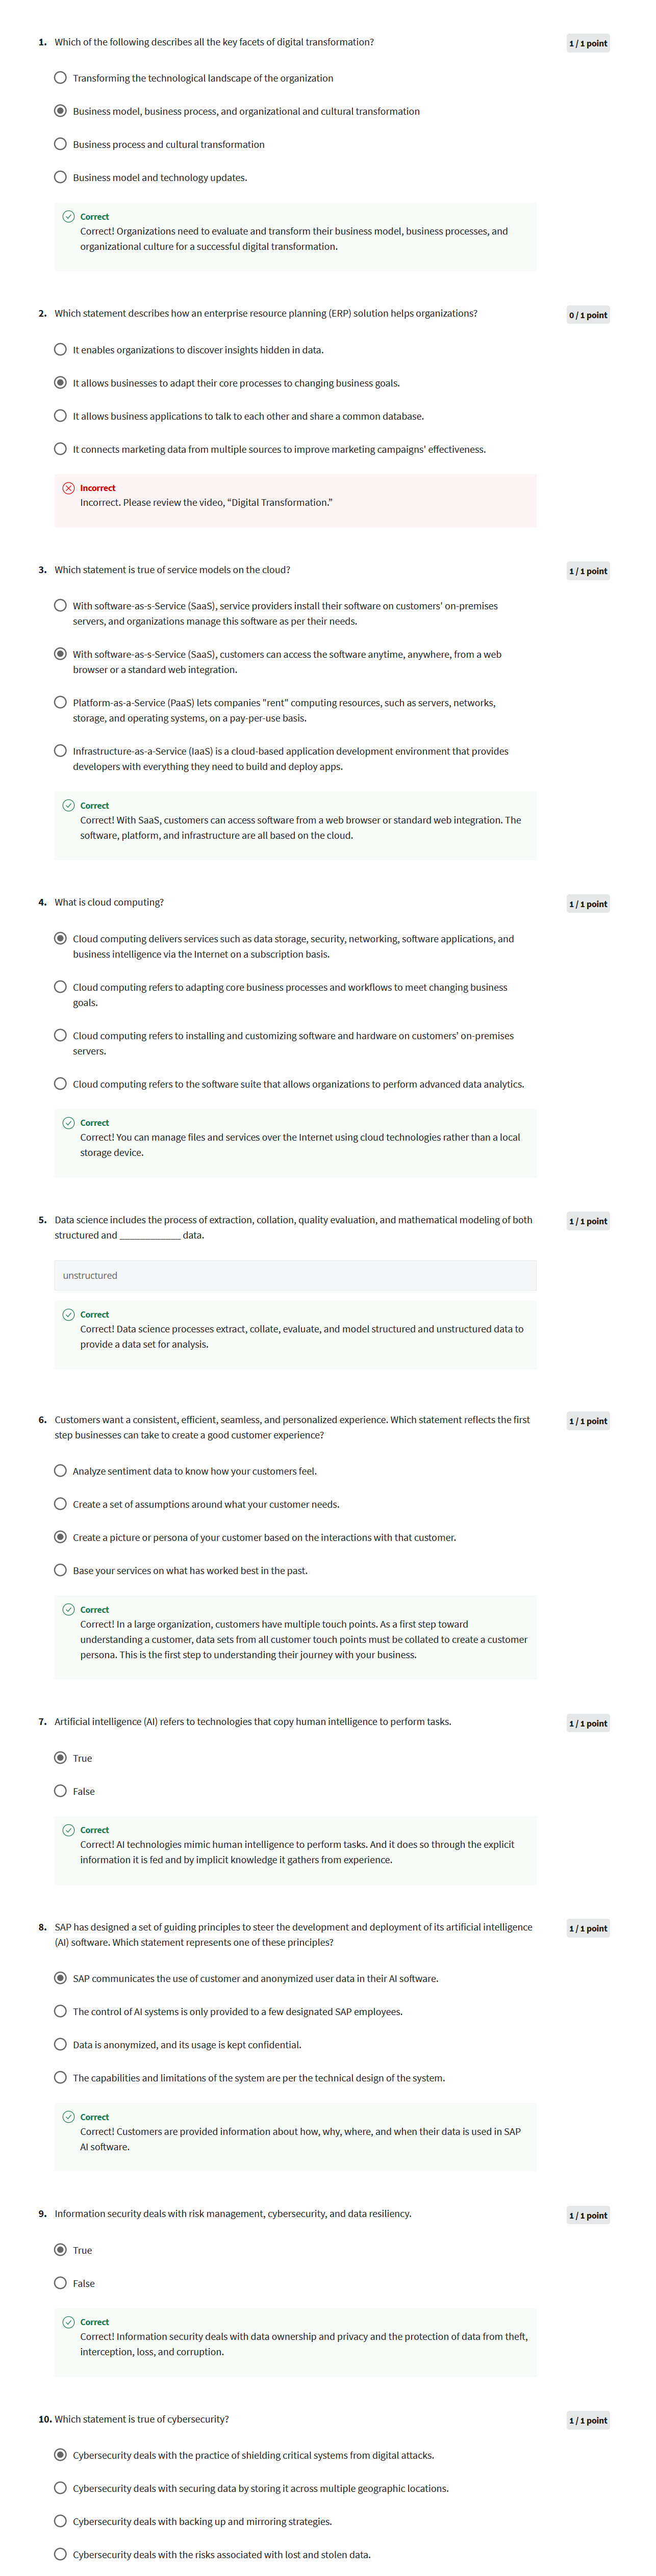 1. Which of the following describes all the key facets of digital transformation?
1 / 1 point
Transforming the technological landscape of the organization
Business model, business process, and organizational and cultural transformation
Business process and cultural transformation
Business model and technology updates.
Correct
Correct! Organizations need to evaluate and transform their business model, business processes, and
organizational culture for a successful digital transformation.
2. Which statement describes how an enterprise resource planning (ERP) solution helps organizations?
0 / 1 point
It enables organizations to discover insights hidden in data.
It allows businesses to adapt their core processes to changing business goals.
It allows business applications to talk to each other and share a common database.
It connects marketing data from multiple sources to improve marketing campaigns' effectiveness.
Incorrect
Incorrect. Please review the video, “Digital Transformation.”
3. Which statement is true of service models on the cloud?
1 / 1 point
With software-as-s-Service (SaaS), service providers install their software on customers' on-premises
servers, and organizations manage this software as per their needs.
With software-as-s-Service (SaaS), customers can access the software anytime, anywhere, from a web
browser or a standard web integration.
Platform-as-a-Service (PaaS) lets companies "rent" computing resources, such as servers, networks,
storage, and operating systems, on a pay-per-use basis.
Infrastructure-as-a-Service (IaaS) is a cloud-based application development environment that provides
developers with everything they need to build and deploy apps.
Correct
Correct! With SaaS, customers can access software from a web browser or standard web integration. The
software, platform, and infrastructure are all based on the cloud.
4. What is cloud computing?
1 / 1 point
Cloud computing delivers services such as data storage, security, networking, software applications, and
business intelligence via the Internet on a subscription basis.
Cloud computing refers to adapting core business processes and workflows to meet changing business
goals.
Cloud computing refers to installing and customizing software and hardware on customers' on-premises
servers.
Cloud computing refers to the software suite that allows organizations to perform advanced data analytics.
Correct
Correct! You can manage files and services over the Internet using cloud technologies rather than a local
storage device.
5. Data science includes the process of extraction, collation, quality evaluation, and mathematical modeling of both
structured and ____________ data.
1 / 1 point
unstructured
Correct
Correct! Data science processes extract, collate, evaluate, and model structured and unstructured data to
provide a data set for analysis.
6. Customers want a consistent, efficient, seamless, and personalized experience. Which statement reflects the first
step businesses can take to create a good customer experience?
1 / 1 point
Analyze sentiment data to know how your customers feel.
Create a set of assumptions around what your customer needs.
Create a picture or persona of your customer based on the interactions with that customer.
Base your services on what has worked best in the past.
Correct
Correct! In a large organization, customers have multiple touch points. As a first step toward
understanding a customer, data sets from all customer touch points must be collated to create a customer
persona. This is the first step to understanding their journey with your business.
7. Artificial intelligence (AI) refers to technologies that copy human intelligence to perform tasks.
1 / 1 point
True
False
Correct
Correct! AI technologies mimic human intelligence to perform tasks. And it does so through the explicit
information it is fed and by implicit knowledge it gathers from experience.
8. SAP has designed a set of guiding principles to steer the development and deployment of its artificial intelligence
(AI) software. Which statement represents one of these principles?
1 / 1 point
SAP communicates the use of customer and anonymized user data in their AI software.
The control of AI systems is only provided to a few designated SAP employees.
Data is anonymized, and its usage is kept confidential.
The capabilities and limitations of the system are per the technical design of the system.
Correct
Correct! Customers are provided information about how, why, where, and when their data is used in SAP
AI software.
9. Information security deals with risk management, cybersecurity, and data resiliency.
1 / 1 point
True
False
Correct
Correct! Information security deals with data ownership and privacy and the protection of data from theft,
interception, loss, and corruption.
10. Which statement is true of cybersecurity?
1 / 1 point
Cybersecurity deals with the practice of shielding critical systems from digital attacks.
Cybersecurity deals with securing data by storing it across multiple geographic locations.
Cybersecurity deals with backing up and mirroring strategies.
Cybersecurity deals with the risks associated with lost and stolen data.